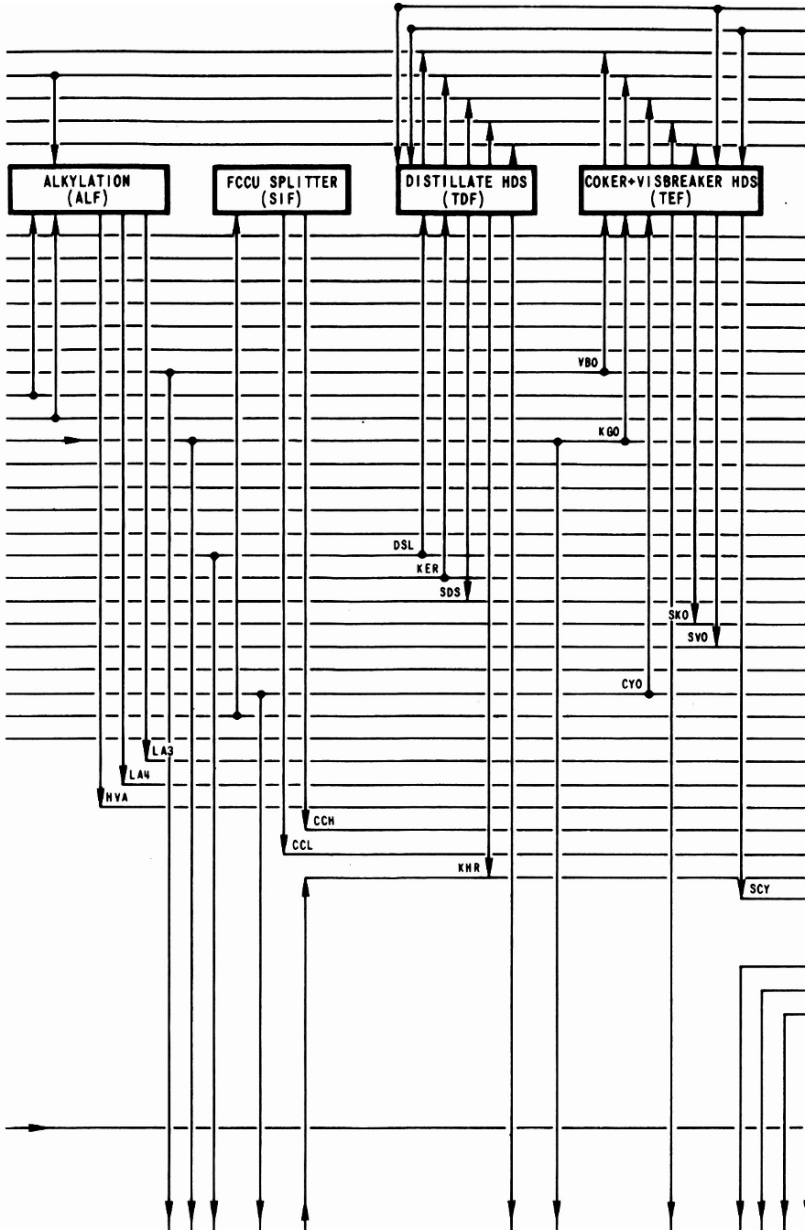 ALKYLATION
(ALF)
FCCU SPLITTER
(SIF)
DISTILLATE HDS
(TDF)
COKER+VISBREAKER HDS
(TEF)
VBO
KGO
DSL
KER
SDS
SKO
SVO
CYO
LA3
LA4
HVA
CCH
CCL
KHR
SCY